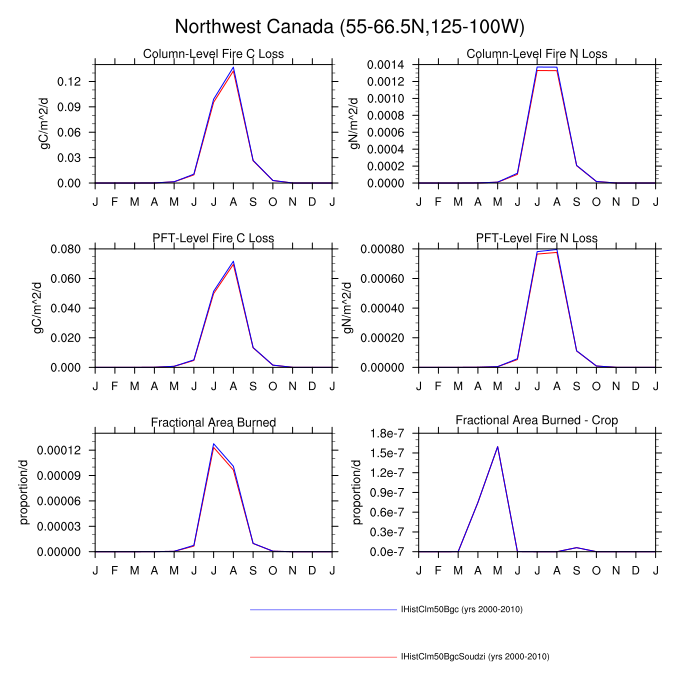 Northwest Canada (55-66.5N,125-100W)
Column-Level Fire C Loss
gC/m^2/d
0.12
0.09
0.06
0.03
0.00
J F M A M J J A S O N D J
Column-Level Fire N Loss
gN/m^2/d
0.0014
0.0012
0.0010
0.0008
0.0006
0.0004
0.0002
0.0000
J F M A M J J A S O N D J
PFT-Level Fire C Loss
gC/m^2/d
0.080
0.060
0.040
0.020
0.000
J F M A M J J A S O N D J
PFT-Level Fire N Loss
gN/m^2/d
0.00080
0.00060
0.00040
0.00020
0.00000
J F M A M J J A S O N D J
Fractional Area Burned
proportion/d
0.00012
0.00009
0.00006
0.00003
0.00000
J F M A M J J A S O N D J
Fractional Area Burned - Crop
proportion/d
1.8e-7
1.5e-7
1.2e-7
0.9e-7
0.6e-7
0.3e-7
0.0e-7
J F M A M J J A S O N D J
IHistClm50Bgc (yrs 2000-2010)
IHistClm50BgcSoudzi (yrs 2000-2010)